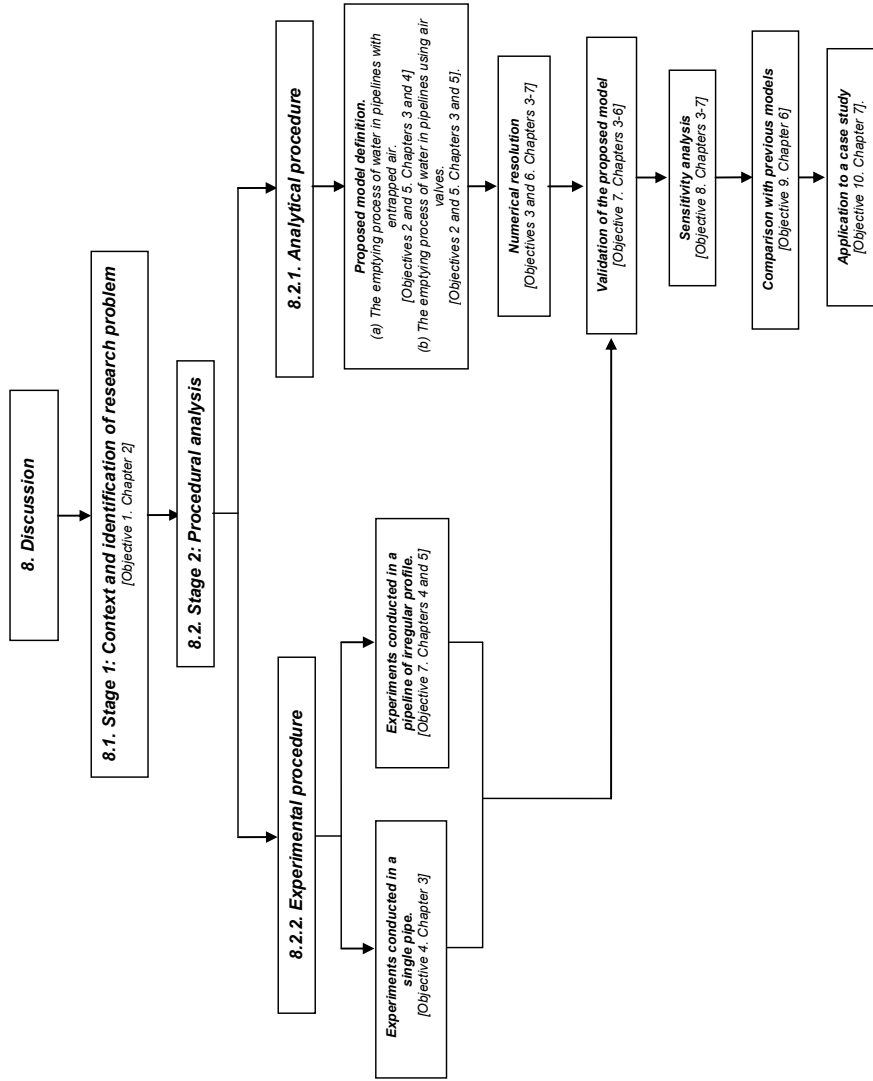 8. Discussion
8.1. Stage 1: Context and identification of research problem
[Objective 1. Chapter 2]
8.2. Stage 2: Procedural analysis
8.2.2. Experimental procedure
Experiments conducted in a
single pipe.
[Objective 4. Chapter 3]
Experiments conducted in a
pipeline of irregular profile.
[Objective 7. Chapters 4 and 5]
8.2.1. Analytical procedure
Proposed model definition.
(a) The emptying process of water in pipelines with
entrapped air.
[Objectives 2 and 5. Chapters 3 and 4]
(b) The emptying process of water in pipelines using air
valves.
[Objectives 2 and 5. Chapters 3 and 5].
Numerical resolution
[Objectives 3 and 6. Chapters 3-7]
Validation of the proposed model
[Objective 7. Chapters 3-6]
Sensitivity analysis
[Objective 8. Chapters 3-7]
Comparison with previous models
[Objective 9. Chapter 6]
Application to a case study
[Objective 10. Chapter 7].